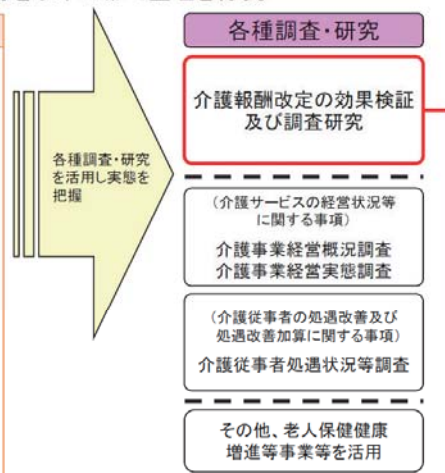 各種調査・研究
を活用し実態を
把握
各種調査・研究
介護報酬改定の効果検証
及び調査研究
(介護サービスの経営状況等
に関する事項)
介護事業経営概況調査
介護事業経営実態調査
(介護従事者の処遇改善及び
処遇改善加算に関する事項)
介護従事者処遇状況等調査
その他、老人保健健康
増進等事業等を活用